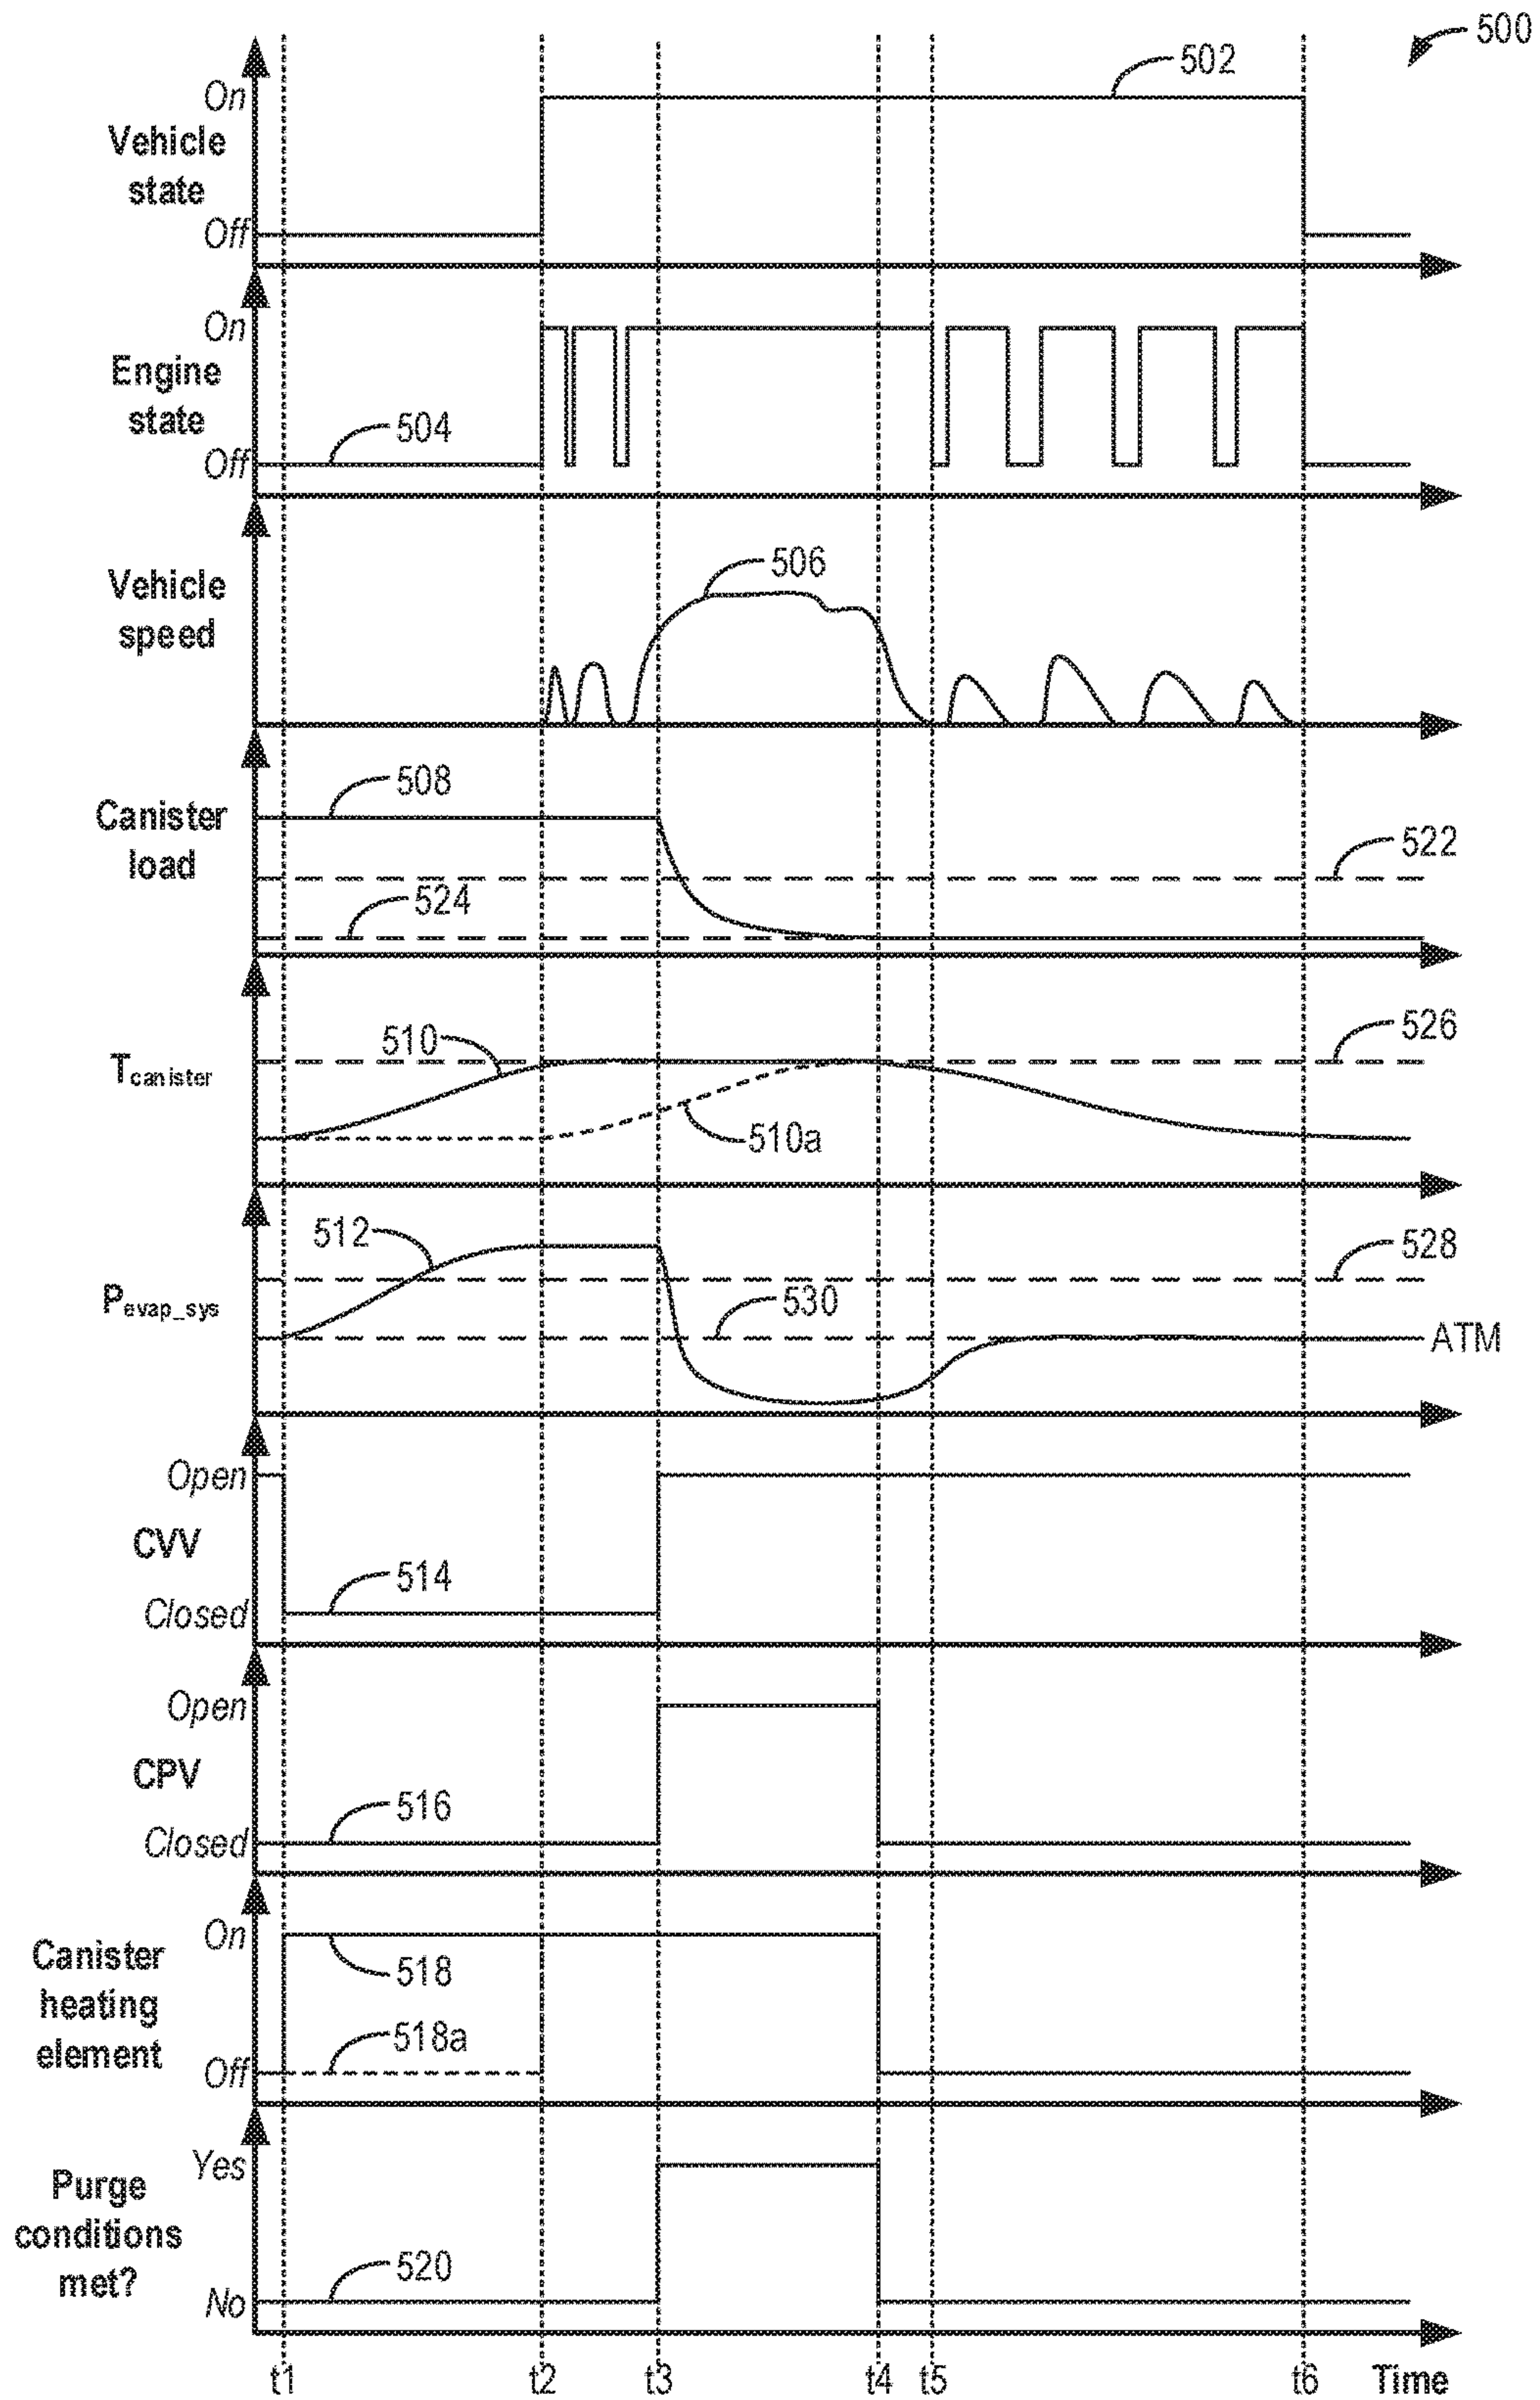 500
502
On
Vehicle
state
Off
On
Engine
state
504
Off
506
Vehicle
speed
508
Canister
load
522
524
510
526
Tcanister
510a
512
528
Pevap_sys
530
ATM
Open
CVV
514
Closed
Open
CPV
516
Closed
On
Canister
heating
element
518
518a
Off
Yes
Purge
conditions
met?
520
No
t1 t2 t3 t4 t5 t6 Time